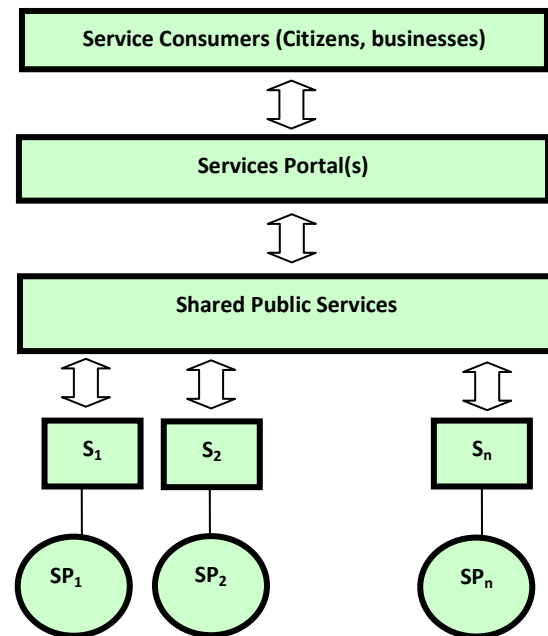 Service Consumers (Citizens, businesses)
Services Portal(s)
Shared Public Services
S₁ S₂ Sₙ
SP₁ SP₂ SPₙ